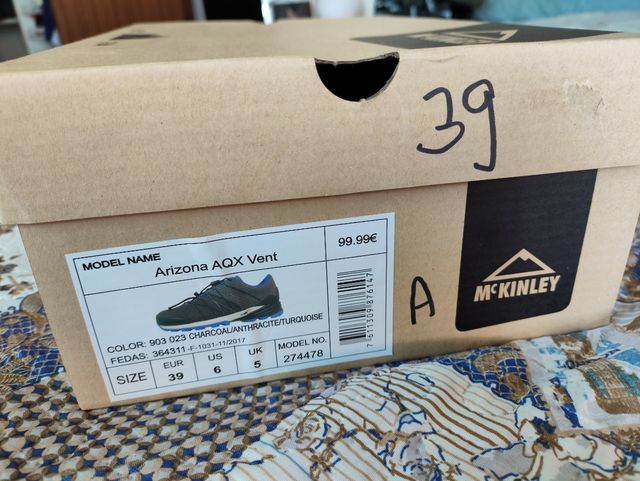 39
MODEL NAME
Arizona AQX Vent
99.99€
COLOR: 903 023 CHARCOAL/ANTHRACITE/TURQUOISE
FEDAS: 364311-F-1031-11/2017
SIZE
EUR
39
US
6
UK
5
MODEL NO.
274478
7611309876147
A
McKINLEY